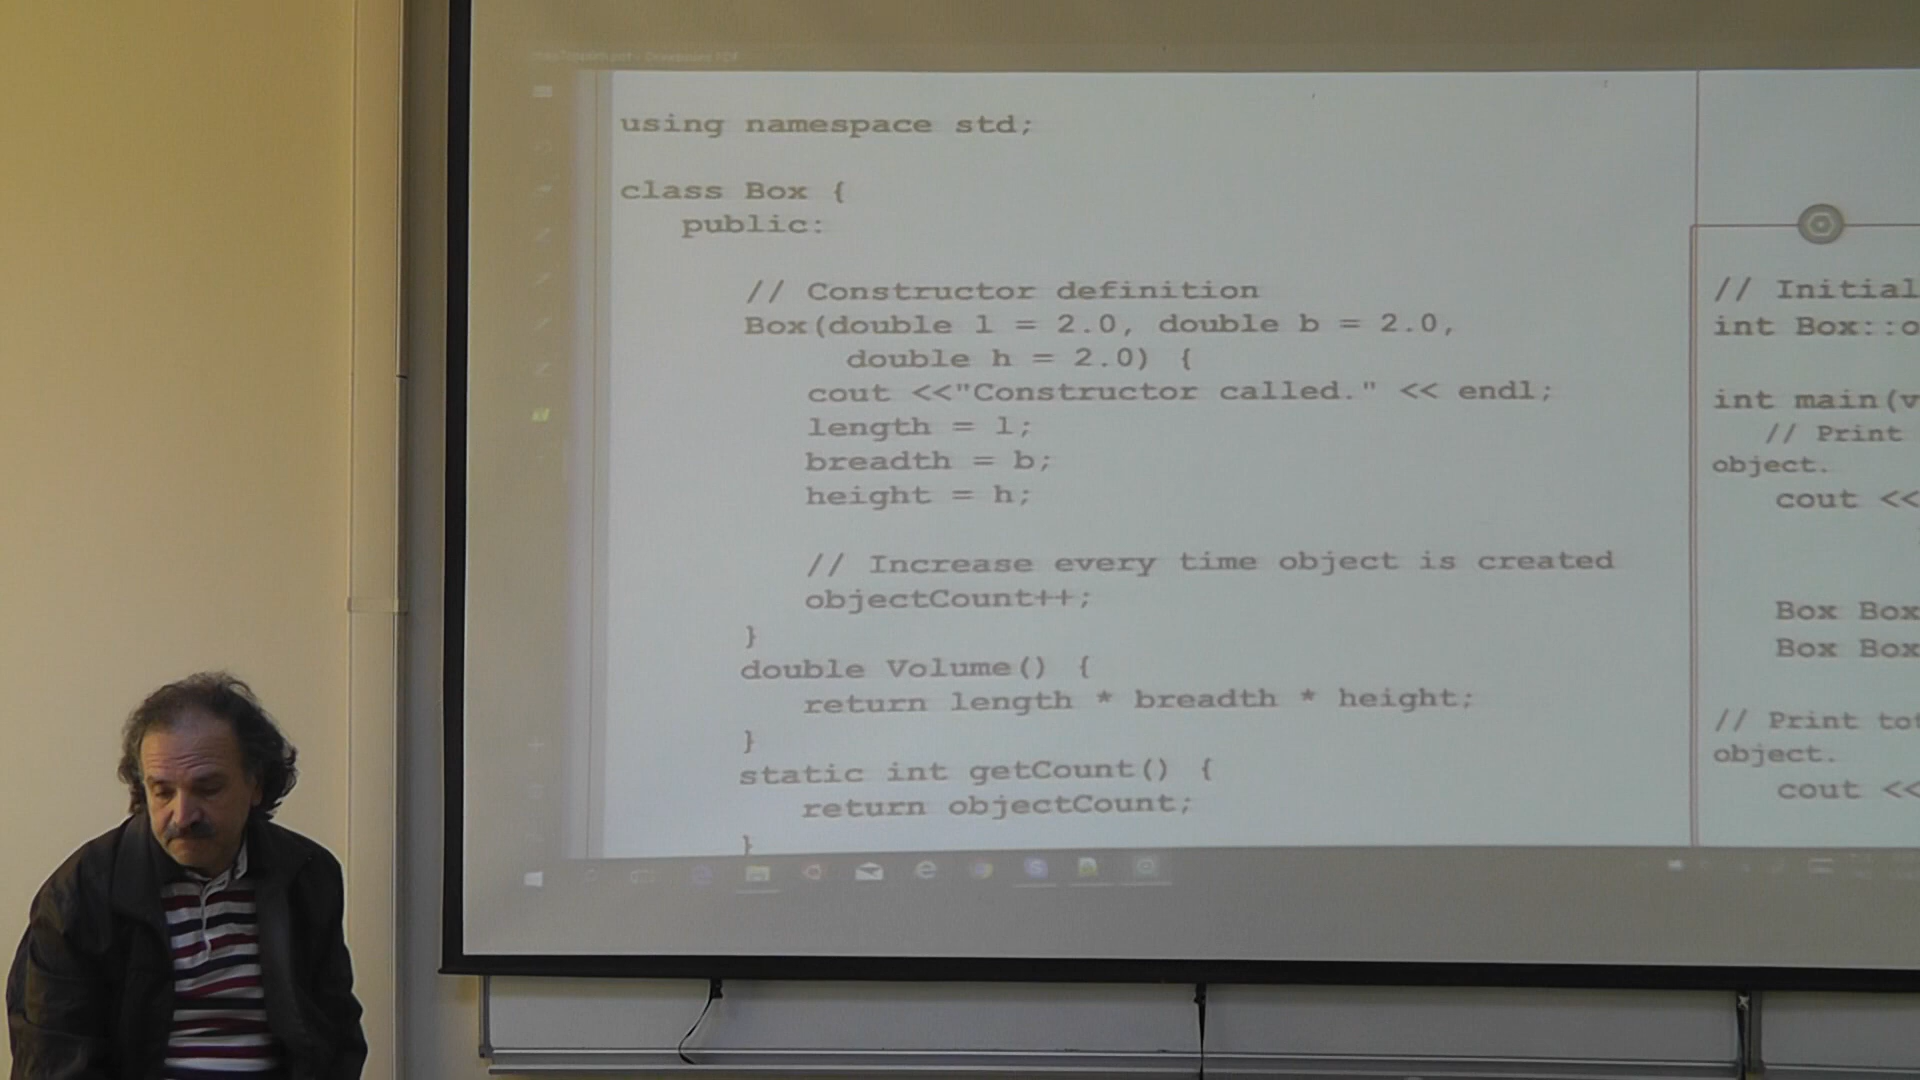 using namespace std;
class Box {
public:
// Constructor definition
Box(double l = 2.0, double b = 2.0,
double h = 2.0) {
cout <<"Constructor called." << endl;
length = l;
breadth = b;
height = h;
// Increase every time object is created
objectCount++;
}
double Volume() {
return length * breadth * height;
}
static int getCount() {
return objectCount;
}
// Initial
int Box::o
int main(v
// Print
object.
cout <<
Box Box
Box Box
// Print tot
object.
cout <<